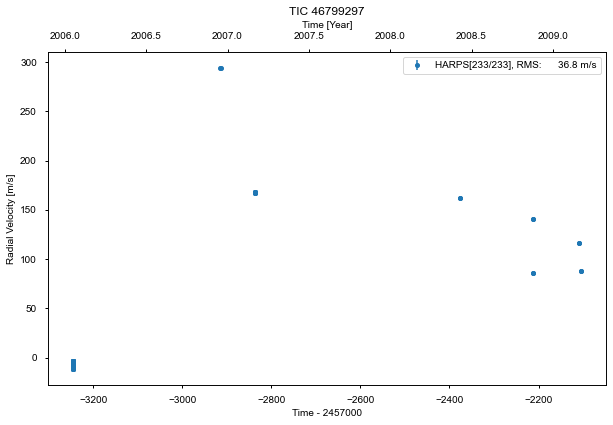 TIC 46799297
Time [Year]
2006.0 2006.5 2007.0 2007.5 2008.0 2008.5 2009.0
HARPS[233/233], RMS: 36.8 m/s
300
250
200
150
100
50
0
Radial Velocity [m/s]
−3200 −3000 −2800 −2600 −2400 −2200
Time - 2457000